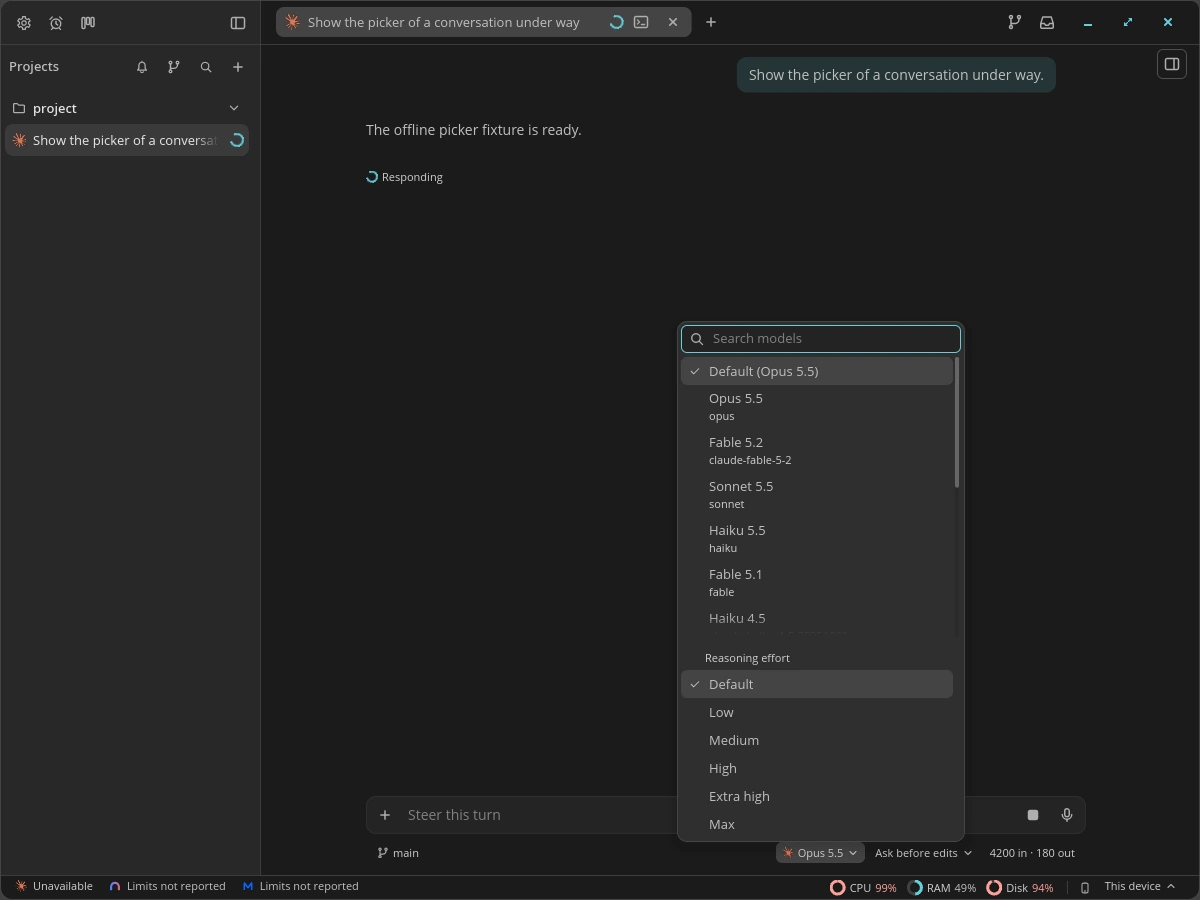 Show the picker of a conversation under way
Projects
Show the picker of a conversation under way.
project
Show the picker of a conversat
The offline picker fixture is ready.
Responding
Search models
Default (Opus 5.5)
Opus 5.5
opus
Fable 5.2
claude-fable-5-2
Sonnet 5.5
sonnet
Haiku 5.5
haiku
Fable 5.1
fable
Haiku 4.5
Reasoning effort
Default
Low
Medium
High
Extra high
Max
Steer this turn
main
Opus 5.5
Ask before edits
4200 in · 180 out
Unavailable
Limits not reported
Limits not reported
CPU 99%
RAM 49%
Disk 94%
This device